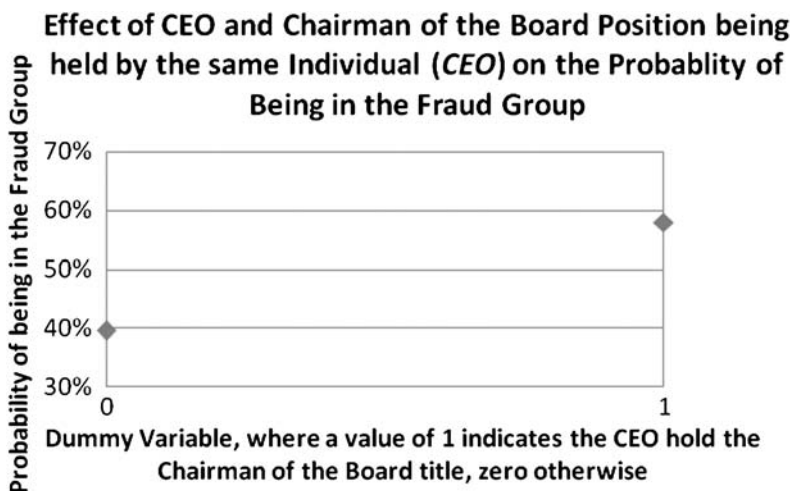 Effect of CEO and Chairman of the Board Position being
held by the same Individual (CEO) on the Probablity of
Being in the Fraud Group
Probability of being in the Fraud Group
70%
60%
50%
40%
30%
0
1
Dummy Variable, where a value of 1 indicates the CEO hold the
Chairman of the Board title, zero otherwise